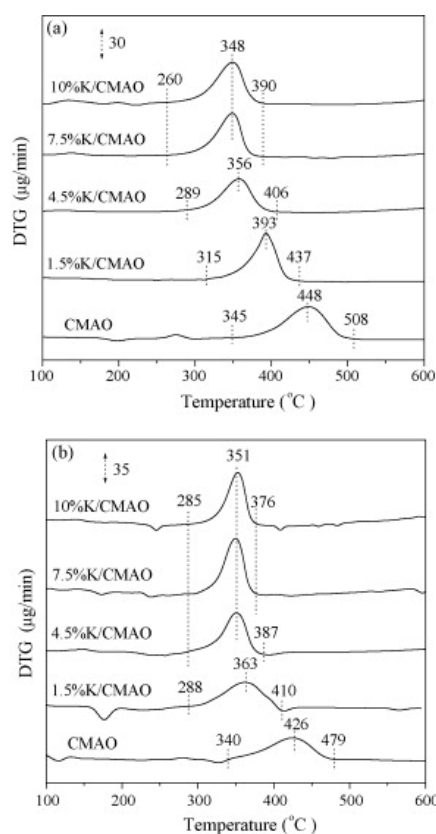 (a)
30
348
10%K/CMAO
260
390
7.5%K/CMAO
356
4.5%K/CMAO
289
406
393
1.5%K/CMAO
315
437
448
CMAO
345
508
DTG (μg/min)
100 200 300 400 500 600
Temperature (°C)
(b)
35
351
10%K/CMAO
285
376
7.5%K/CMAO
4.5%K/CMAO
387
363
1.5%K/CMAO
288
410
426
CMAO
340
479
DTG (μg/min)
100 200 300 400 500 600
Temperature (°C)